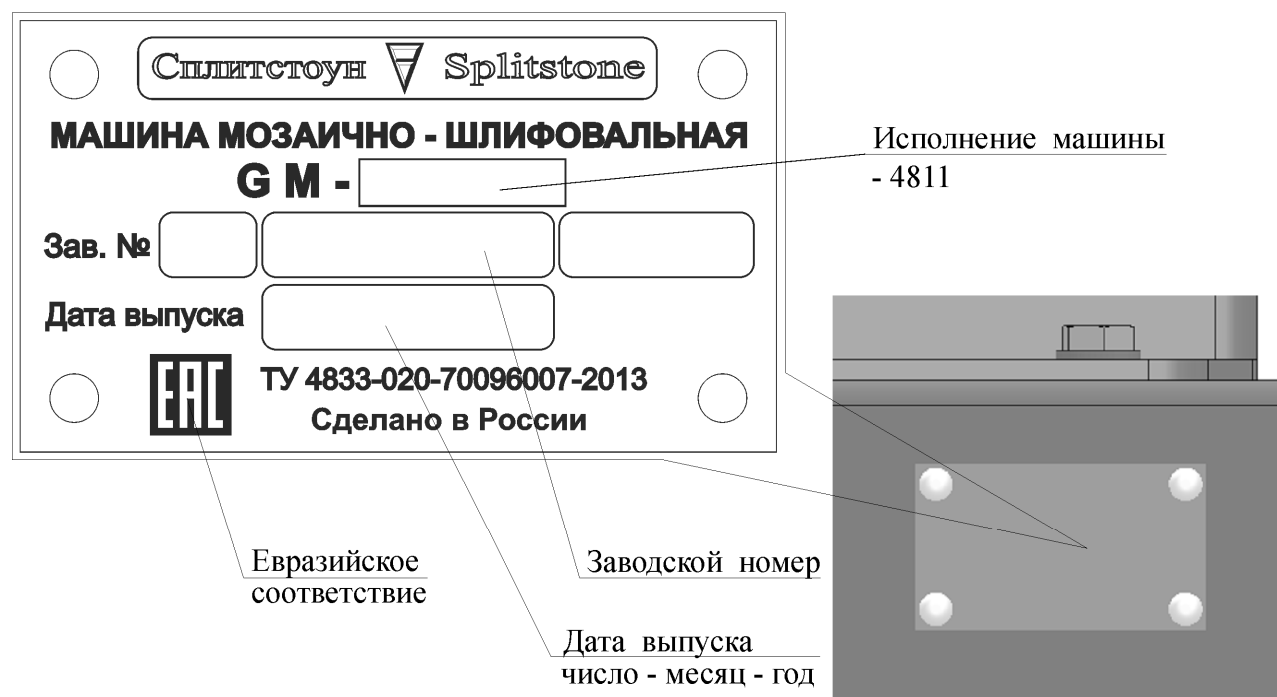 Сплитстоун Splitstone
МАШИНА МОЗАИЧНО - ШЛИФОВАЛЬНАЯ
G M -
Зав. №
Дата выпуска
EAC
ТУ 4833-020-70096007-2013
Сделано в России
Исполнение машины
- 4811
Евразийское
соответствие
Заводской номер
Дата выпуска
число - месяц - год